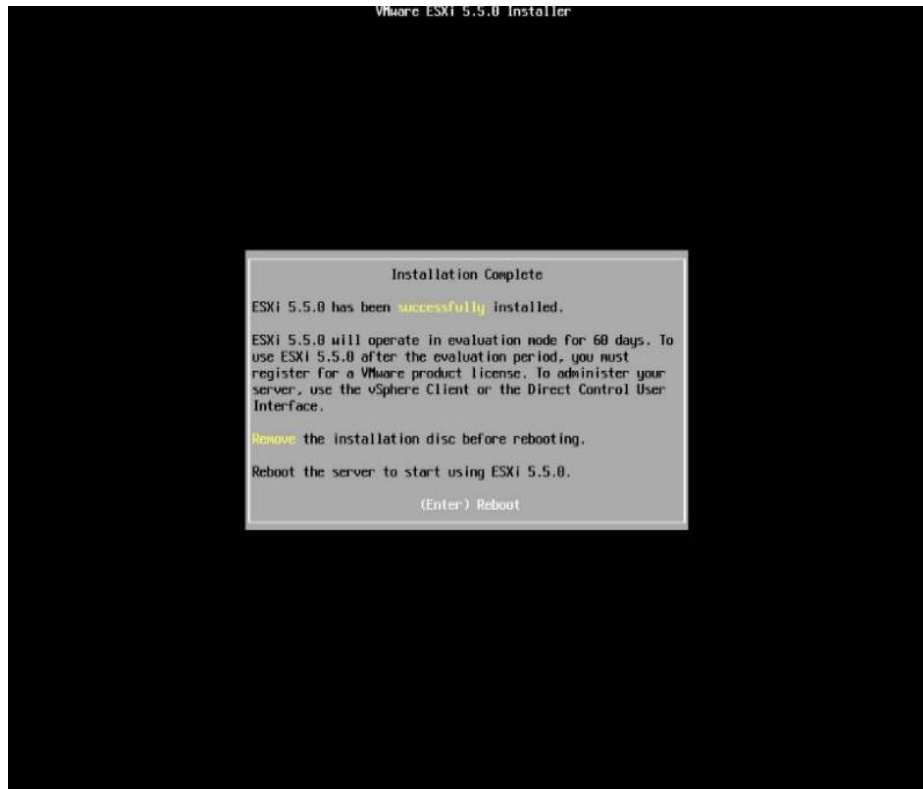 VMware ESXi 5.5.0 Installer
Installation Complete
ESXi 5.5.0 has been successfully installed.
ESXi 5.5.0 will operate in evaluation mode for 60 days. To
use ESXi 5.5.0 after the evaluation period, you must
register for a VMware product license. To administer your
server, use the vSphere Client or the Direct Control User
Interface.
Remove the installation disc before rebooting.
Reboot the server to start using ESXi 5.5.0.
(Enter) Reboot